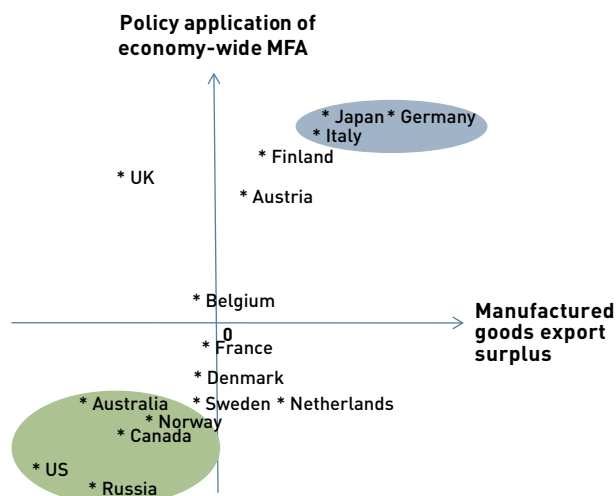 Policy application of
economy-wide MFA
* Japan * Germany
* Italy
* Finland
* UK
* Austria
* Belgium
Manufactured
goods export
surplus
0
* France
* Denmark
* Australia
* Sweden
* Netherlands
* Norway
* Canada
* US
* Russia